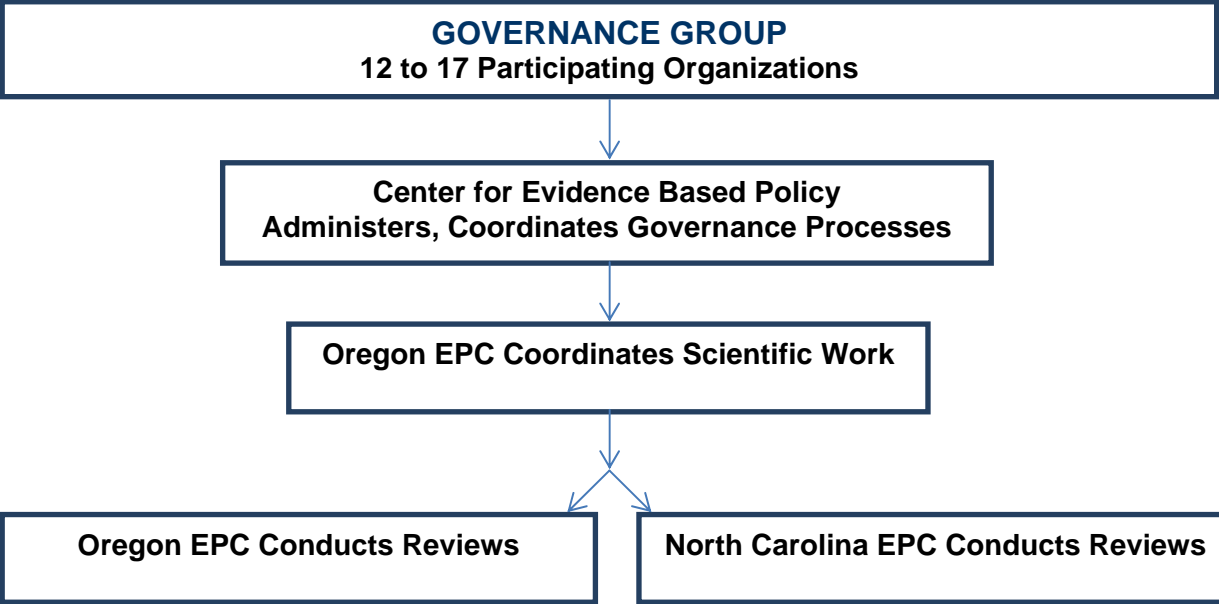 GOVERNANCE GROUP
12 to 17 Participating Organizations
Center for Evidence Based Policy
Administers, Coordinates Governance Processes
Oregon EPC Coordinates Scientific Work
Oregon EPC Conducts Reviews
North Carolina EPC Conducts Reviews